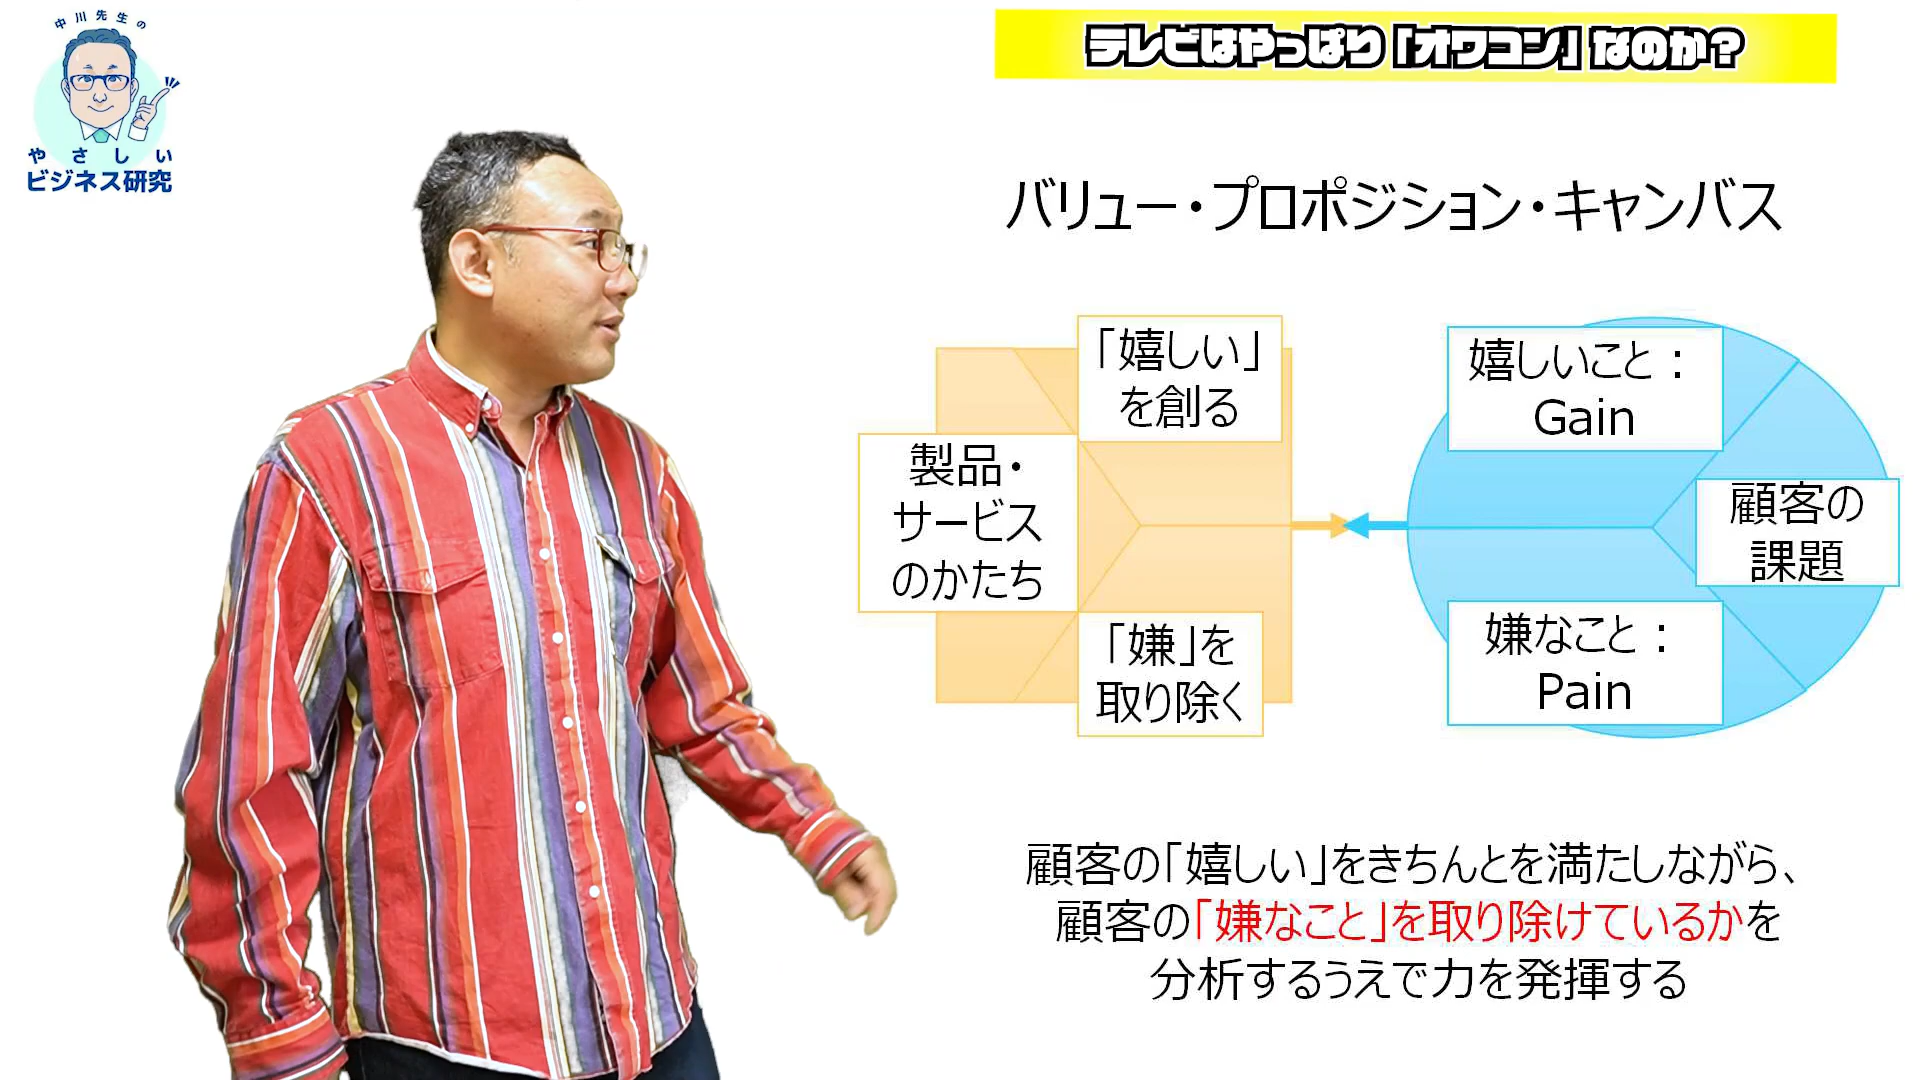 中川先生の
やさしい
ビジネス研究
テレビはやっぱり「オワコン」なのか？
バリュー・プロポジション・キャンバス
「嬉しい」
を創る
製品・
サービス
のかたち
「嫌」を
取り除く
嬉しいこと：
Gain
顧客の
課題
嫌なこと：
Pain
顧客の「嬉しい」をきちんとを満たしながら、
顧客の「嫌なこと」を取り除けているかを
分析するうえで力を発揮する